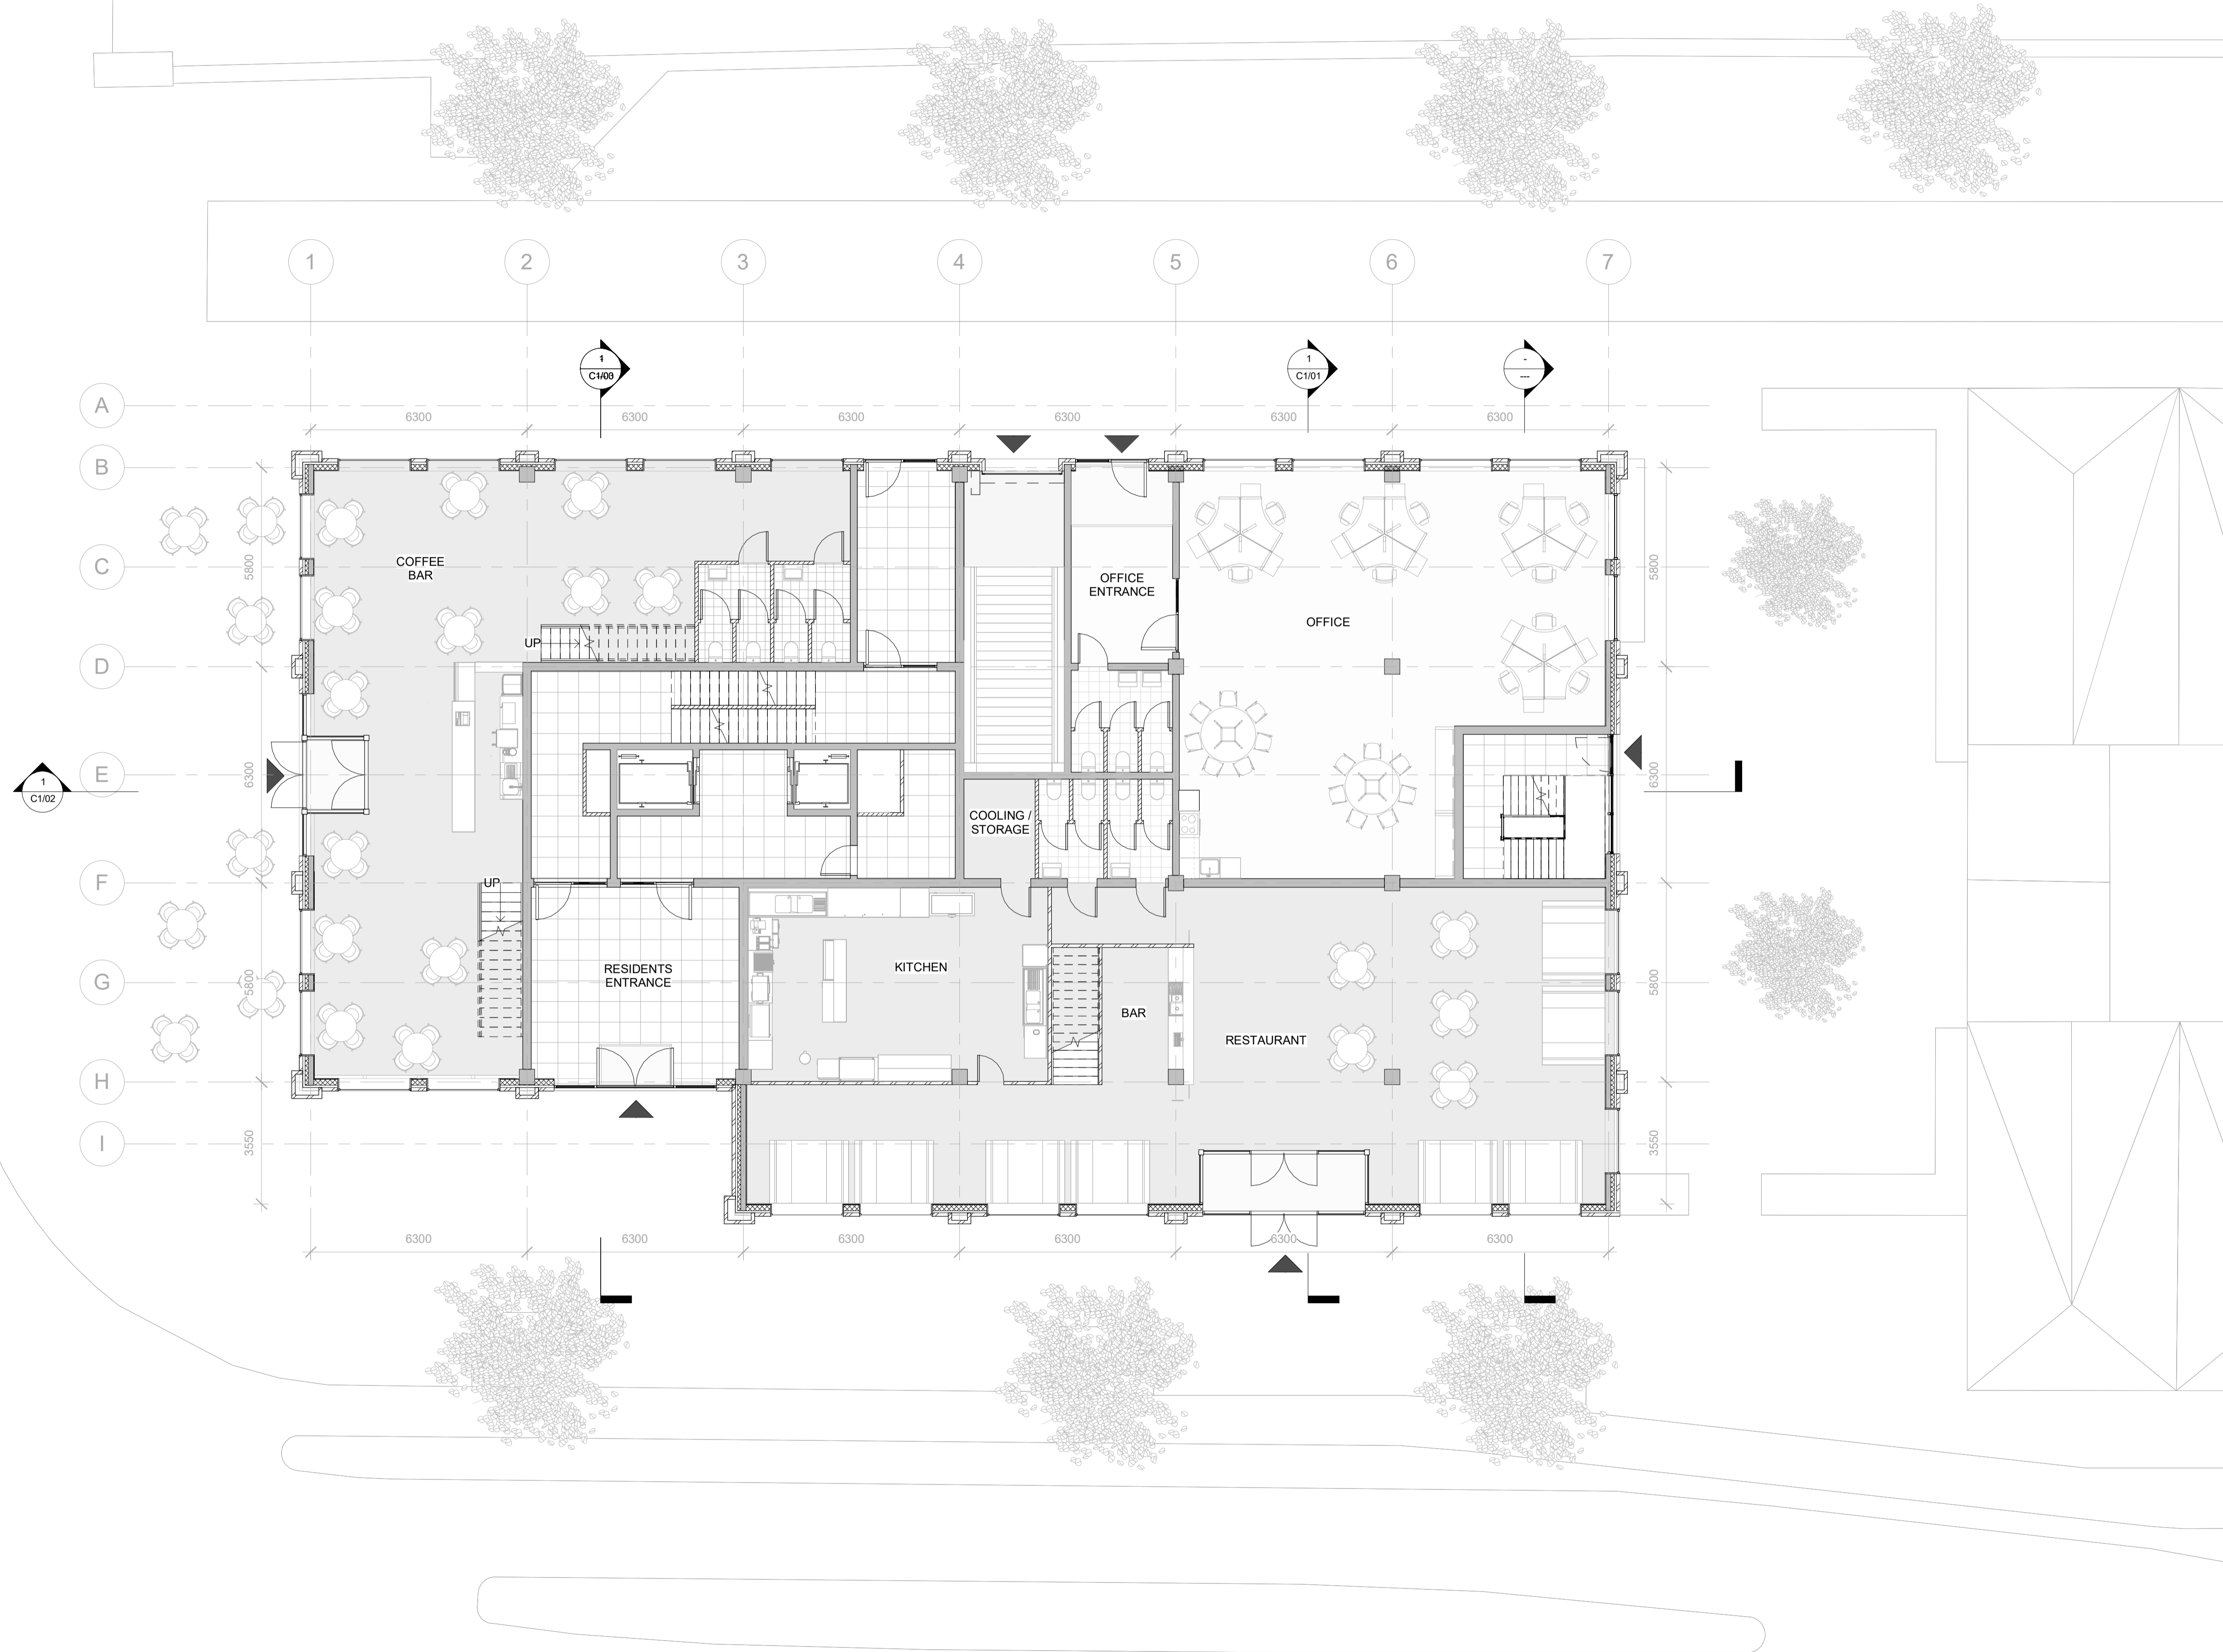 1
2
3
4
5
6
7
1
1
C1/01
-
---
A
6300
6300
6300
6300
6300
6300
B
C
5800
COFFEE
BAR
OFFICE
ENTRANCE
5800
OFFICE
UP
D
E
6300
6300
1
C1/02
COOLING /
STORAGE
F
UP
RESIDENTS
ENTRANCE
KITCHEN
G
5800
5800
BAR
RESTAURANT
H
I
3550
3550
6300
6300
6300
6300
6300
6300